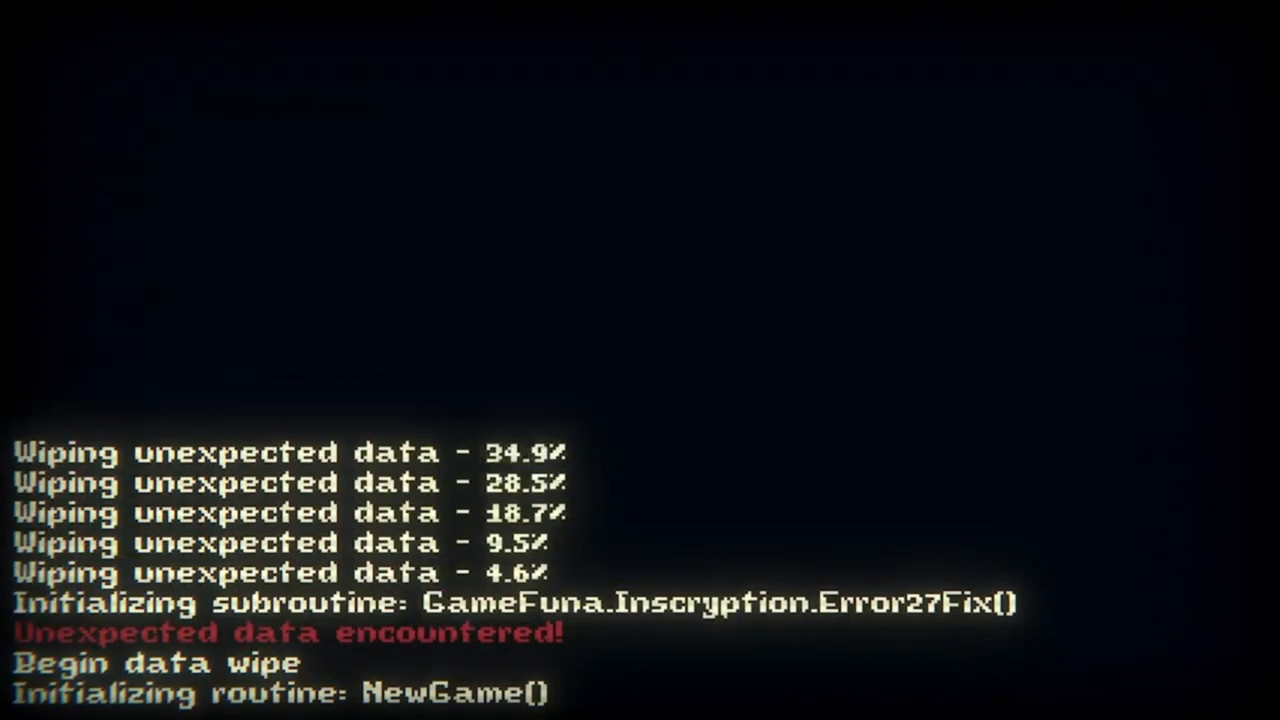 Wiping unexpected data - 34.9%
Wiping unexpected data - 28.5%
Wiping unexpected data - 18.7%
Wiping unexpected data - 9.5%
Wiping unexpected data - 4.6%
Initializing subroutine: GameFuna.Inscryption.Error27Fix()
Unexpected data encountered!
Begin data wipe
Initializing routine: NewGame()